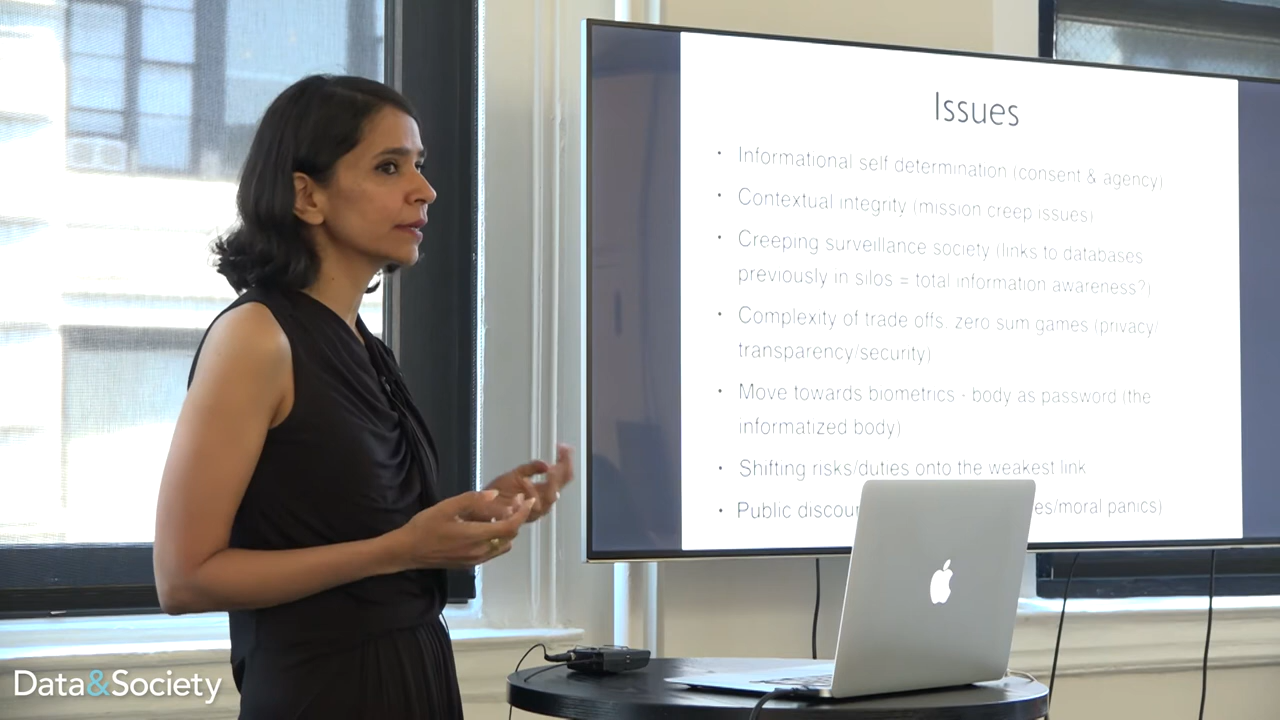 Issues
• Informational self determination (consent & agency)
• Contextual integrity (mission creep issues)
• Creeping surveillance society (links to databases
previously in silos = total information awareness?)
• Complexity of trade offs. zero sum games (privacy/
transparency/security)
• Move towards biometrics - body as password (the
informatized body)
• Shifting risks/duties onto the weakest link
• Public discou es/moral panics)
Data&Society